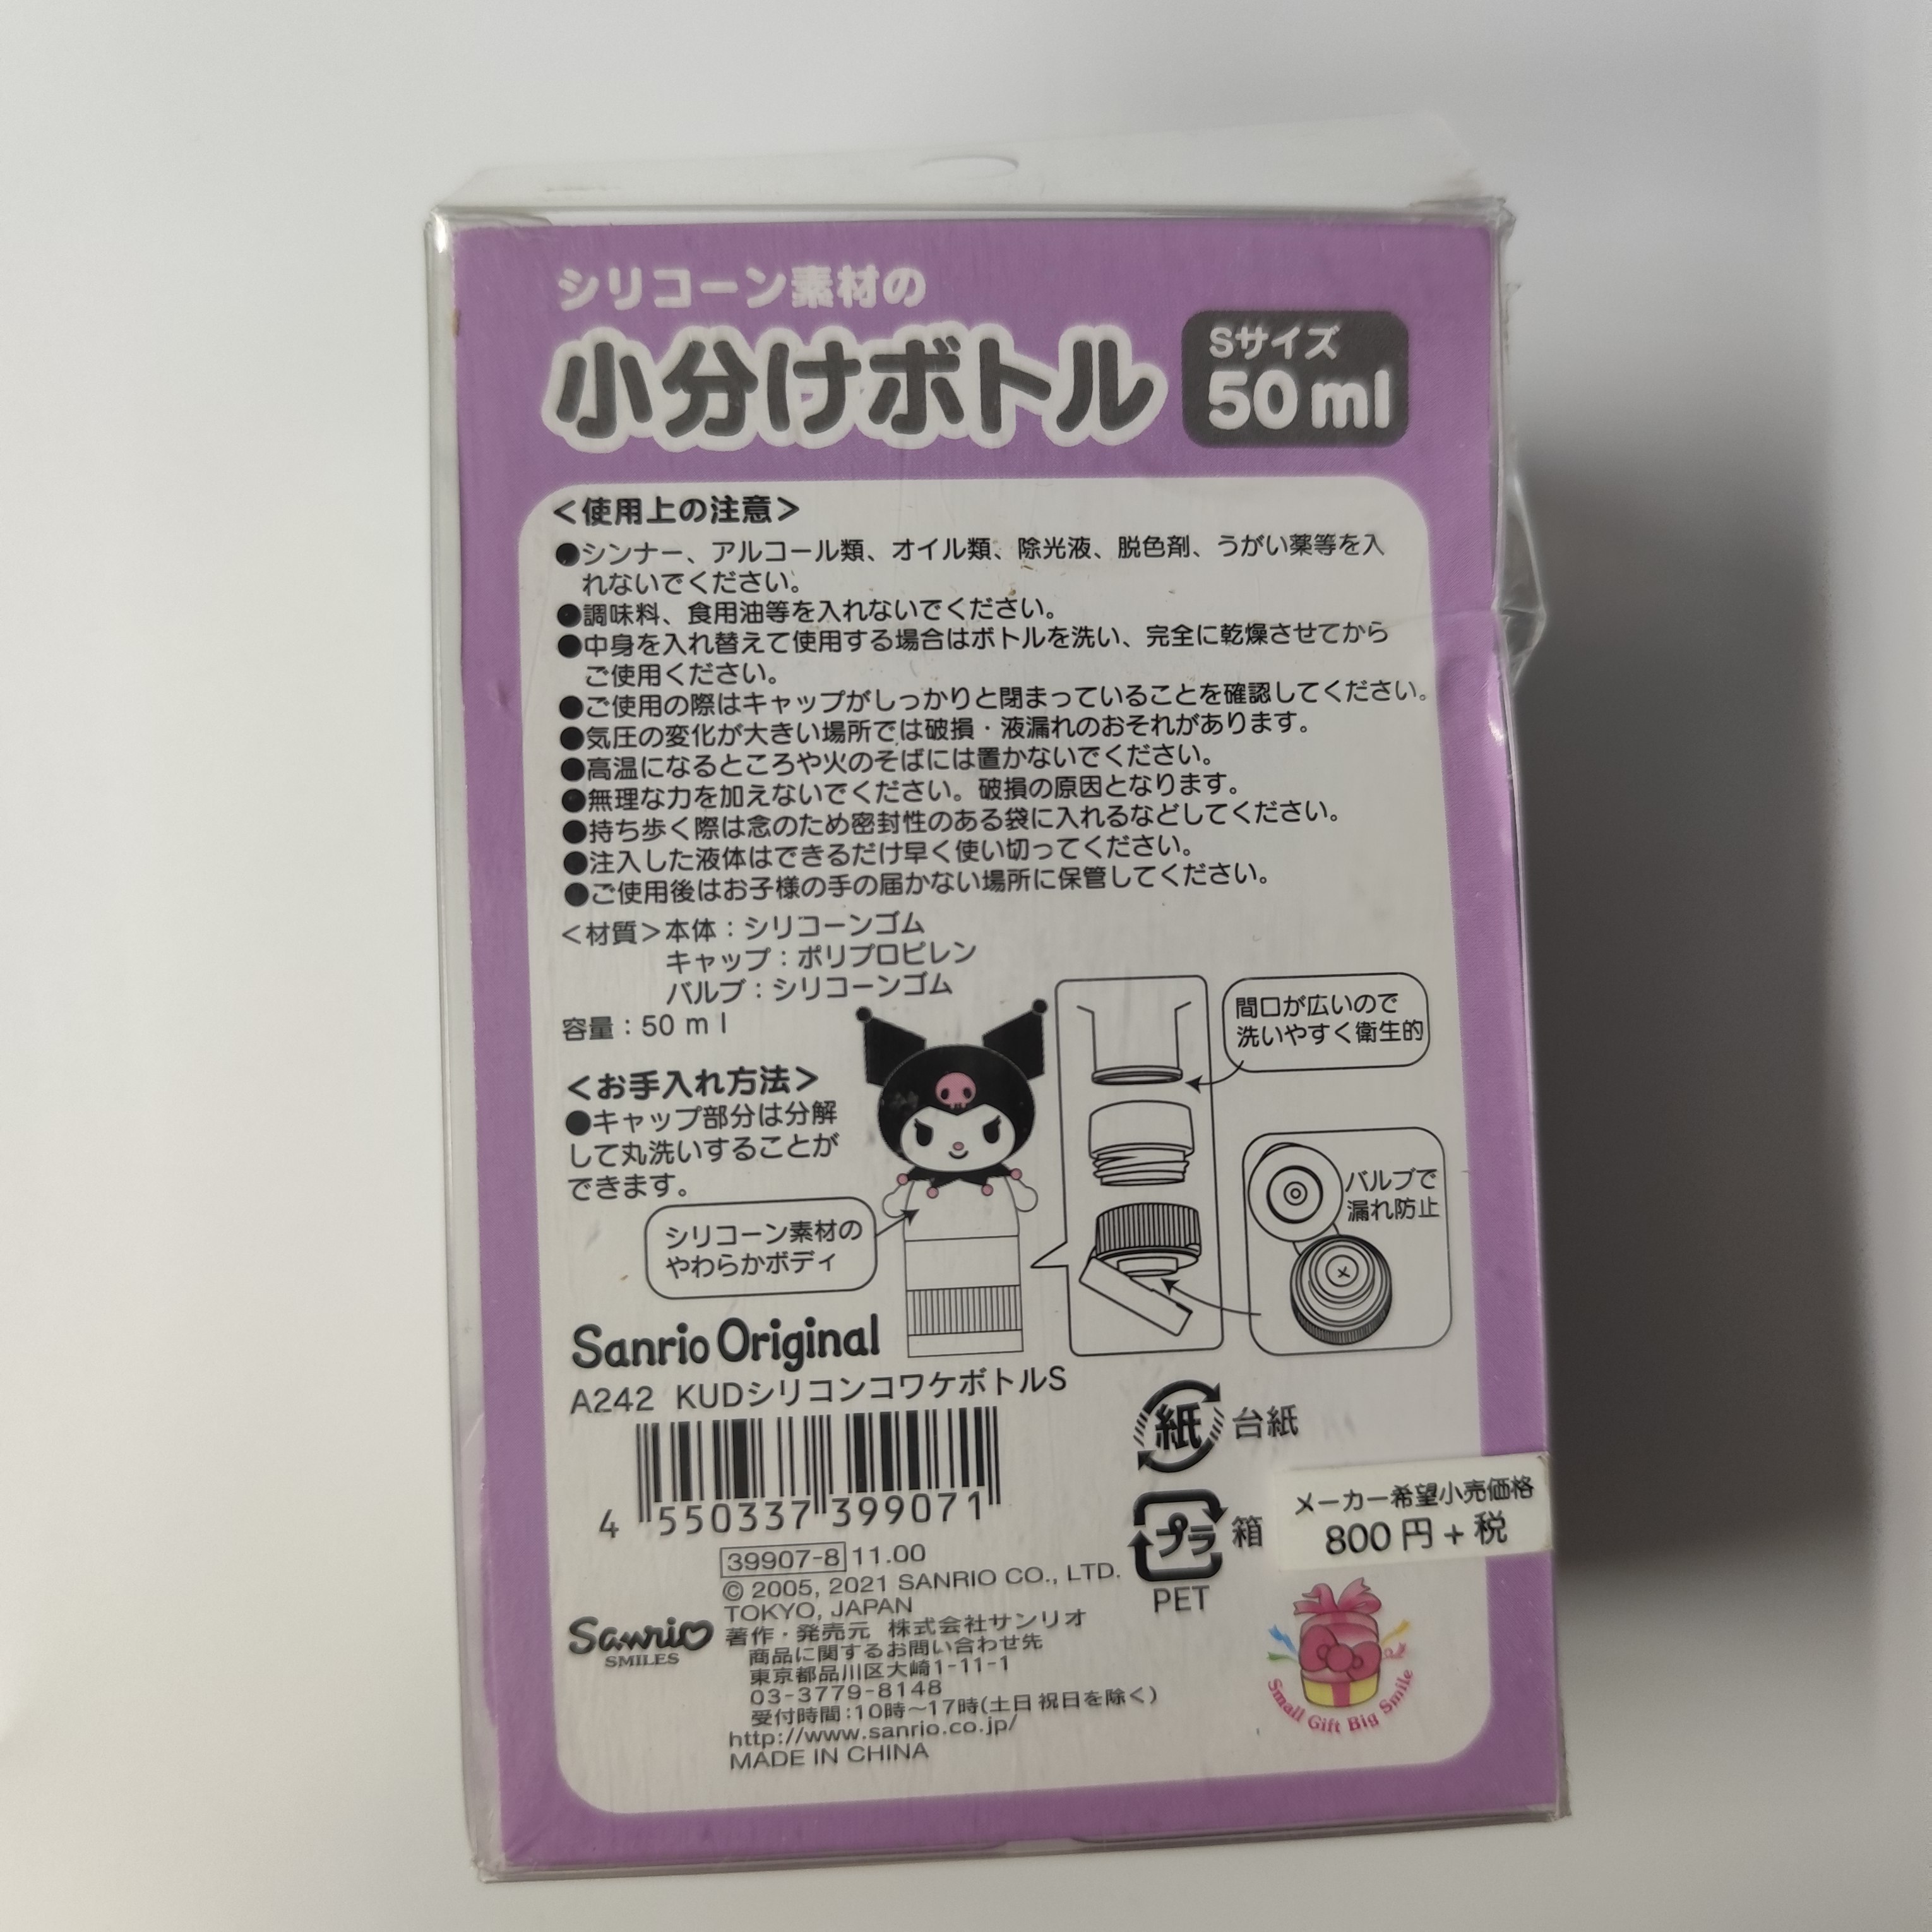 シリコーン素材の
小分けボトル
Sサイズ
50ml
＜使用上の注意＞
●シンナー、アルコール類、オイル類、除光液、脱色剤、うがい薬等を入
れないでください。
●調味料、食用油等を入れないでください。
●中身を入れ替えて使用する場合はボトルを洗い、完全に乾燥させてから
ご使用ください。
●ご使用の際はキャップがしっかりと閉まっていることを確認してください。
●気圧の変化が大きい場所では破損・液漏れのおそれがあります。
●高温になるところや火のそばには置かないでください。
●無理な力を加えないでください。破損の原因となります。
●持ち歩く際は念のため密封性のある袋に入れるなどしてください。
●注入した液体はできるだけ早く使い切ってください。
●ご使用後はお子様の手の届かない場所に保管してください。
＜材質＞本体：シリコーンゴム
キャップ：ポリプロピレン
バルブ：シリコーンゴム
容量：50ml
＜お手入れ方法＞
●キャップ部分は分解
して丸洗いすることが
できます。
シリコーン素材の
やわらかボディ
間口が広いので
洗いやすく衛生的
バルブで
漏れ防止
Sanrio Original
A242 KUDシリコンコワケボトルS
4 550337 399071
紙 台紙
プラ 箱
PET
メーカー希望小売価格
800円+税
39907-8 11.00
© 2005, 2021 SANRIO CO., LTD.
TOKYO, JAPAN
Sanrio
SMILES
著作・発売元 株式会社サンリオ
商品に関するお問い合わせ先
東京都品川区大崎1-11-1
03-3779-8148
受付時間:10時～17時(土日祝日を除く)
http://www.sanrio.co.jp/
MADE IN CHINA
Small Gift Big Smile